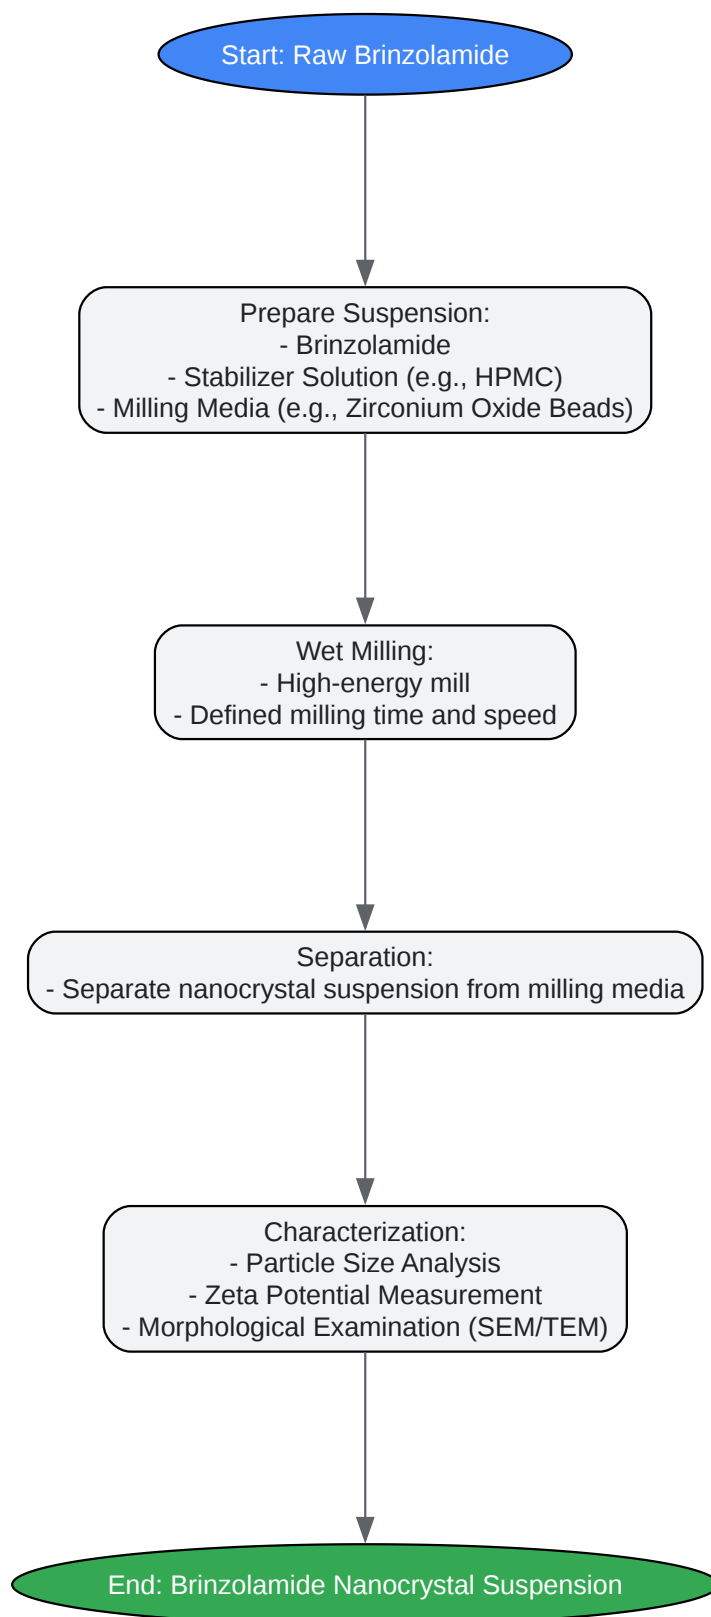 Start: Raw Brinzolamide
Prepare Suspension:
- Brinzolamide
- Stabilizer Solution (e.g., HPMC)
- Milling Media (e.g., Zirconium Oxide Beads)
Wet Milling:
- High-energy mill
- Defined milling time and speed
Separation:
- Separate nanocrystal suspension from milling media
Characterization:
- Particle Size Analysis
- Zeta Potential Measurement
- Morphological Examination (SEM/TEM)
End: Brinzolamide Nanocrystal Suspension